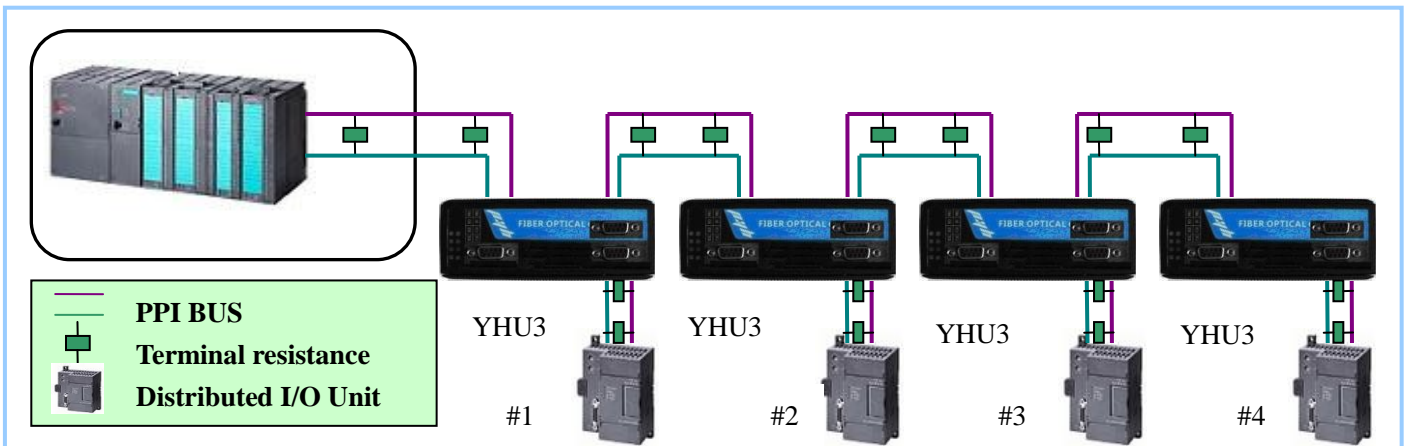 FIBER OPTICAL
FIBER OPTICAL
FIBER OPTICAL
FIBER OPTICAL
YHU3
YHU3
YHU3
YHU3
PPI BUS
Terminal resistance
Distributed I/O Unit
#1
#2
#3
#4